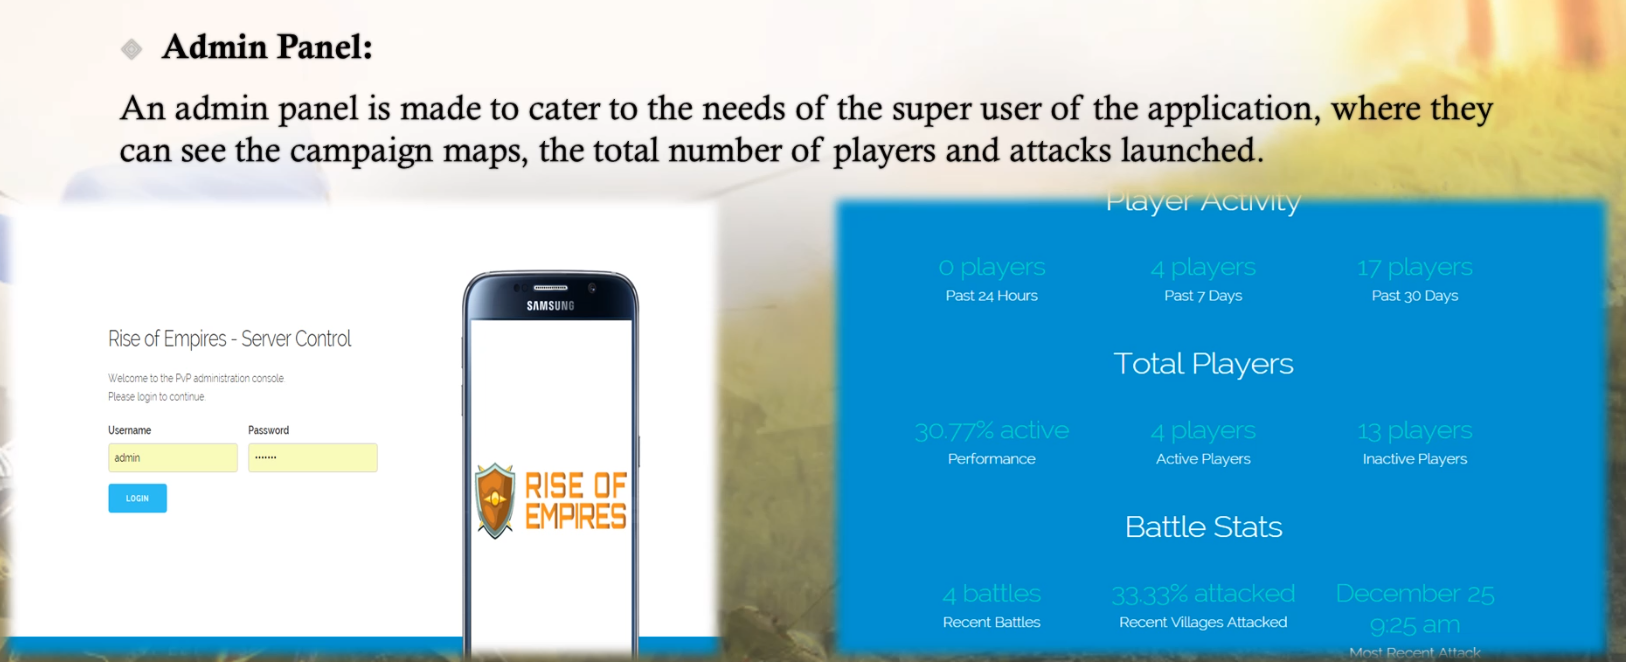 Admin Panel:
An admin panel is made to cater to the needs of the super user of the application, where they
can see the campaign maps, the total number of players and attacks launched.
Rise of Empires - Server Control
Welcome to the PvP administration console
Please login to continue
Username Password
admin •••••••
LOGIN
SAMSUNG
RISE OF
EMPIRES
Player Activity
0 players 4 players 17 players
Past 24 Hours Past 7 Days Past 30 Days
Total Players
30.77% active 4 players 13 players
Performance Active Players Inactive Players
Battle Stats
4 battles 33.33% attacked December 25
9:25 am
Recent Battles Recent Villages Attacked
Most Recent Attack